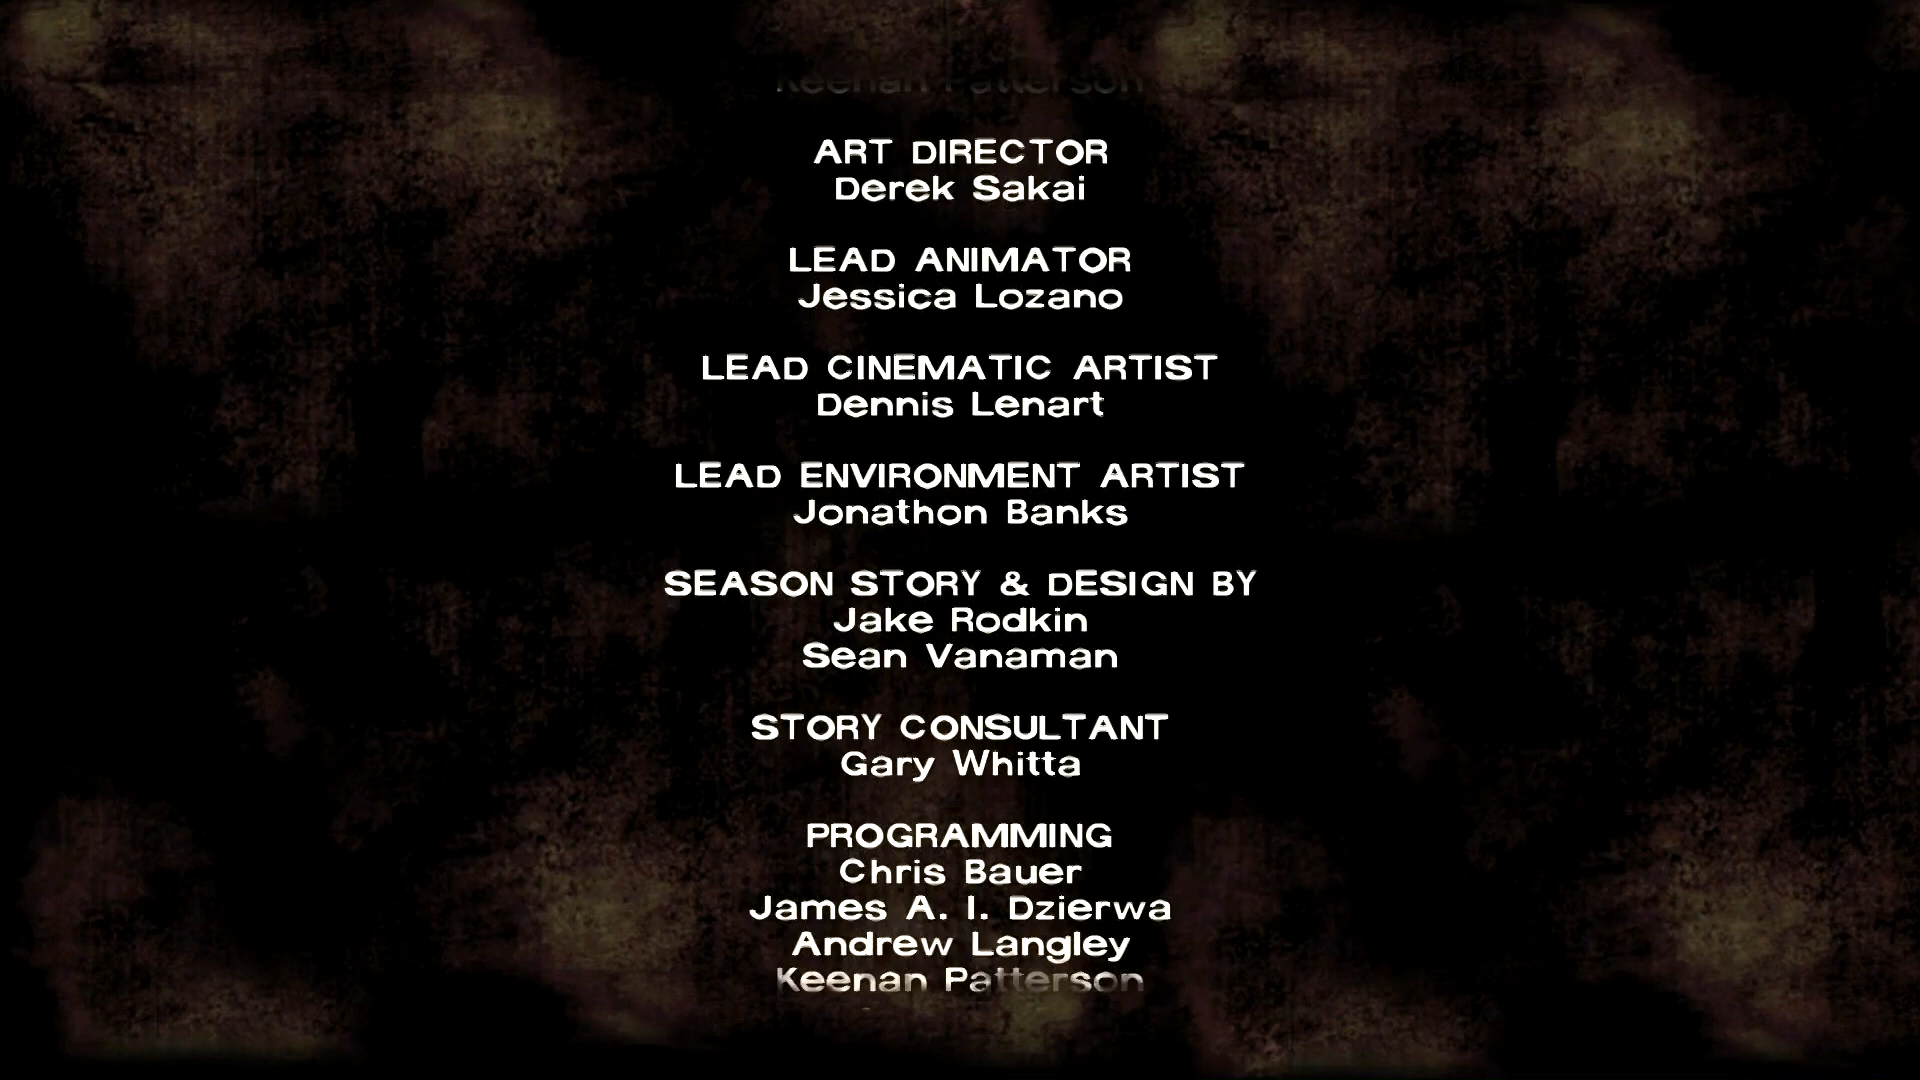 Keenan Patterson
ART DIRECTOR
Derek Sakai
LEAD ANIMATOR
Jessica Lozano
LEAD CINEMATIC ARTIST
Dennis Lenart
LEAD ENVIRONMENT ARTIST
Jonathon Banks
SEASON STORY & DESIGN BY
Jake Rodkin
Sean Vanaman
STORY CONSULTANT
Gary Whitta
PROGRAMMING
Chris Bauer
James A. I. Dzierwa
Andrew Langley
Keenan Patterson